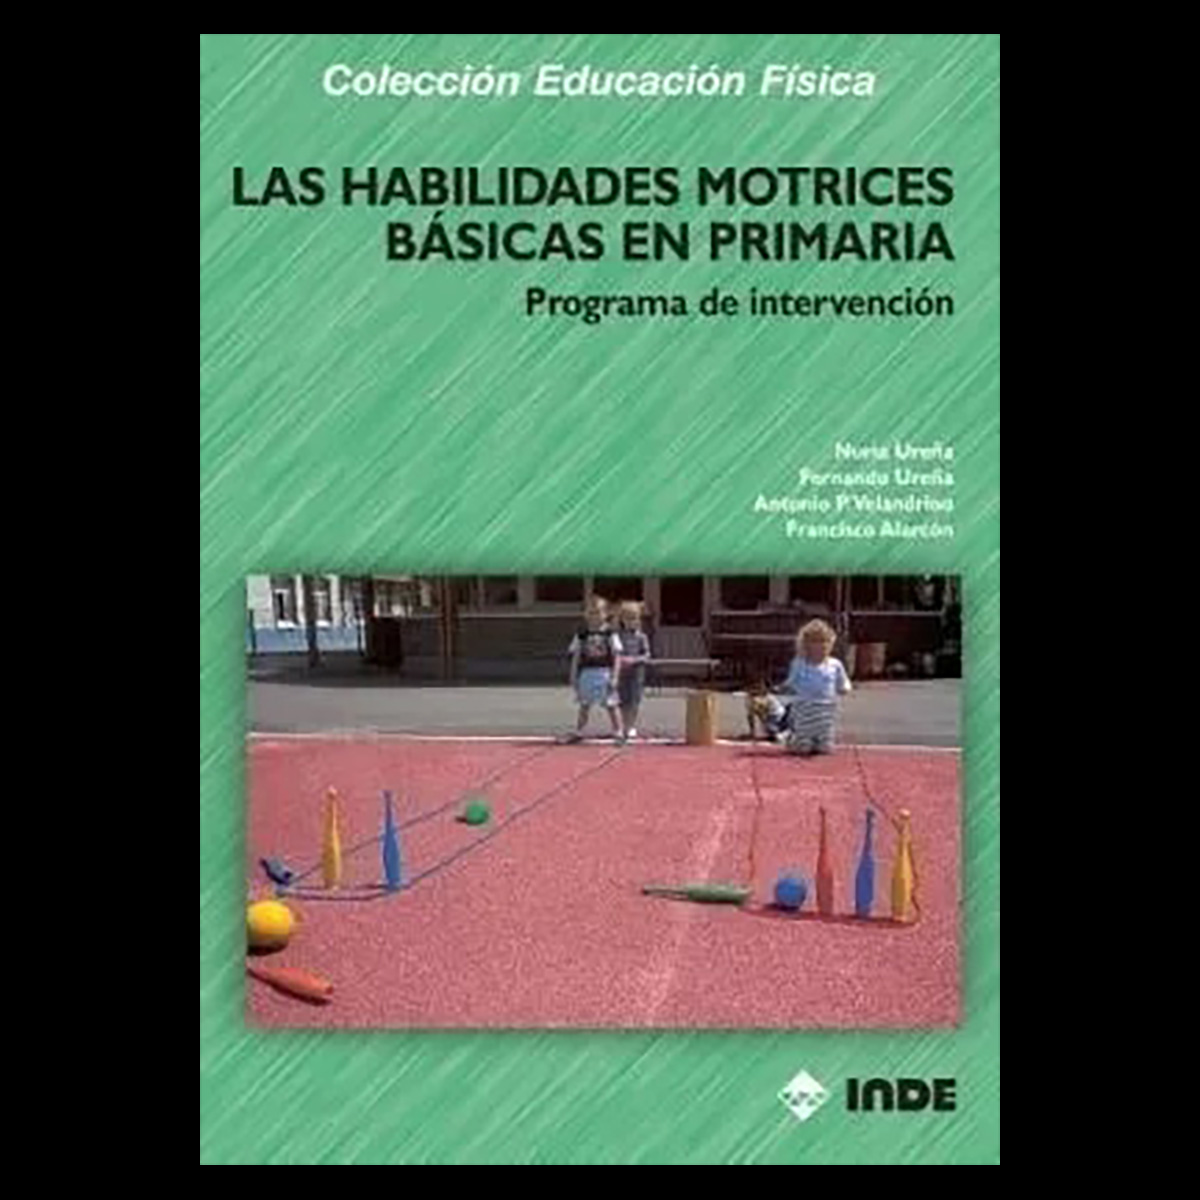 Colección Educación Física
LAS HABILIDADES MOTRICES
BÁSICAS EN PRIMARIA
Programa de intervención
Nuria Ureña
Fernando Ureña
Antonio P. Velandrino
Francisco Alarcón
INDE